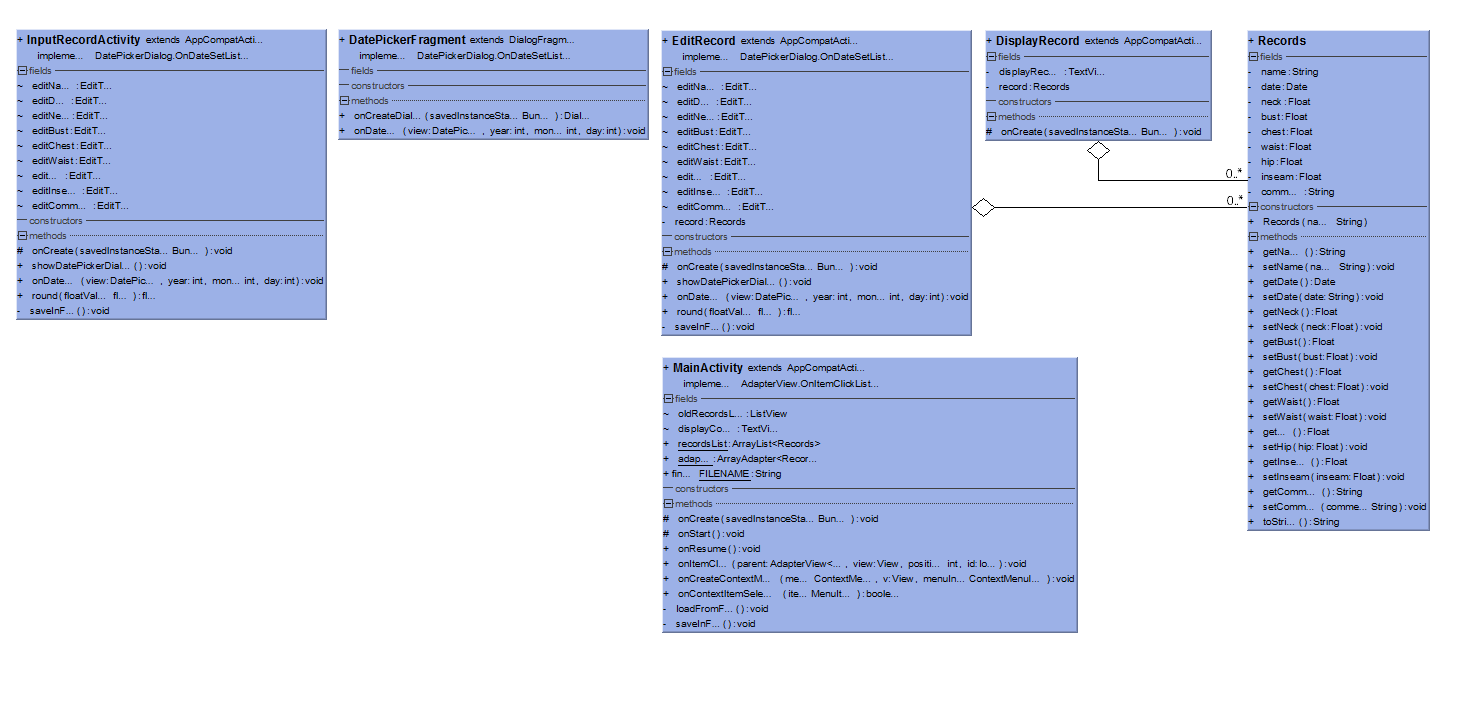 + InputRecordActivity extends AppCompatActi...
impleme... DatePickerDialog.OnDateSetList...
fields
~ editNa... :EditT...
~ editD... :EditT...
~ editNe... :EditT...
~ editBust:EditT...
~ editChest:EditT...
~ editWaist:EditT...
~ edit... :EditT...
~ editInse... :EditT...
~ editComm... :EditT...
constructors
methods
# onCreate(savedInstanceSta... Bun... ):void
+ showDatePickerDial... ():void
+ onDate... (view:DatePic... , year:int, mon... int, day:int):void
+ round(floatVal... fl... ):fl...
- saveInF... ():void
+ DatePickerFragment extends DialogFragm...
impleme... DatePickerDialog.OnDateSetList...
fields
constructors
methods
+ onCreateDial... (savedInstanceSta... Bun... ):Dial...
+ onDate... (view:DatePic... , year:int, mon... int, day:int):void
+ EditRecord extends AppCompatActi...
impleme... DatePickerDialog.OnDateSetList...
fields
~ editNa... :EditT...
~ editD... :EditT...
~ editNe... :EditT...
~ editBust:EditT...
~ editChest:EditT...
~ editWaist:EditT...
~ edit... :EditT...
~ editInse... :EditT...
~ editComm... :EditT...
- record:Records
constructors
methods
# onCreate(savedInstanceSta... Bun... ):void
+ showDatePickerDial... ():void
+ onDate... (view:DatePic... , year:int, mon... int, day:int):void
+ round(floatVal... fl... ):fl...
- saveInF... ():void
+ DisplayRecord extends AppCompatActi...
fields
- displayRec... :TextVi...
- record:Records
constructors
methods
# onCreate(savedInstanceSta... Bun... ):void
0..*
0..*
+ Records
fields
- name:String
- date:Date
- neck:Float
- bust:Float
- chest:Float
- waist:Float
- hip:Float
- inseam:Float
- comm... :String
constructors
+ Records(na... String)
methods
+ getNa... ():String
+ setName(na... String):void
+ getDate():Date
+ setDate(date:String):void
+ getNeck():Float
+ setNeck(neck:Float):void
+ getBust():Float
+ setBust(bust:Float):void
+ getChest():Float
+ setChest(chest:Float):void
+ getWaist():Float
+ setWaist(waist:Float):void
+ get... ():Float
+ setHip(hip:Float):void
+ getInse... ():Float
+ setInseam(inseam:Float):void
+ getComm... ():String
+ setComm... (comme... String):void
+ toStri... ():String
+ MainActivity extends AppCompatActi...
impleme... AdapterView.OnItemClickList...
fields
~ oldRecordsL... :ListView
~ displayCo... :TextVi...
+ recordsList:ArrayList<Records>
+ adap... :ArrayAdapter<Recor...
+ fin... FILENAME:String
constructors
methods
# onCreate(savedInstanceSta... Bun... ):void
# onStart():void
+ onResume():void
+ onItemCl... (parent:AdapterView<... , view:View, positi... int, id:lo... ):void
+ onCreateContextM... (me... ContextMe... , v:View, menuIn... ContextMenuI... ):void
+ onContextItemSele... (ite... MenuIt... ):boole...
- loadFromF... ():void
- saveInF... ():void